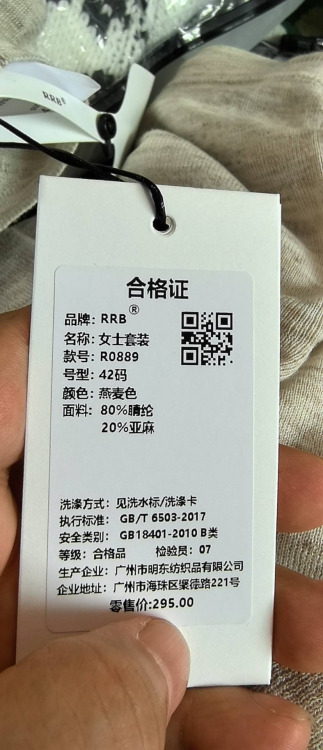 RRB®
合格证
品牌: RRB®
名称: 女士套装
款号: R0889
号型: 42码
颜色: 燕麦色
面料: 80%腈纶
20%亚麻
洗涤方式: 见洗水标/洗涤卡
执行标准: GB/T 6503-2017
安全类别: GB18401-2010 B类
等级: 合格品 检验员: 07
生产企业: 广州市明东纺织品有限公司
企业地址: 广州市海珠区聚德路221号
零售价:295.00